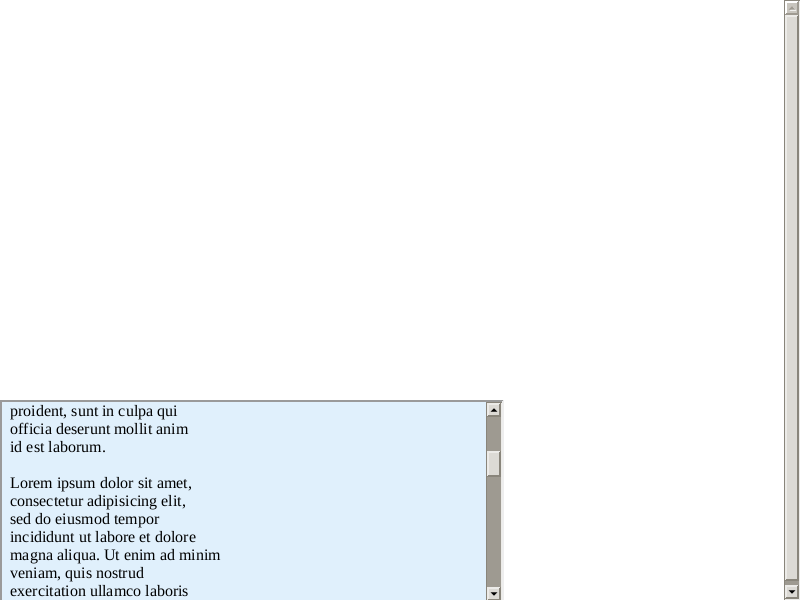 proident, sunt in culpa qui
officia deserunt mollit anim
id est laborum.
Lorem ipsum dolor sit amet,
consectetur adipisicing elit,
sed do eiusmod tempor
incididunt ut labore et dolore
magna aliqua. Ut enim ad minim
veniam, quis nostrud
exercitation ullamco laboris